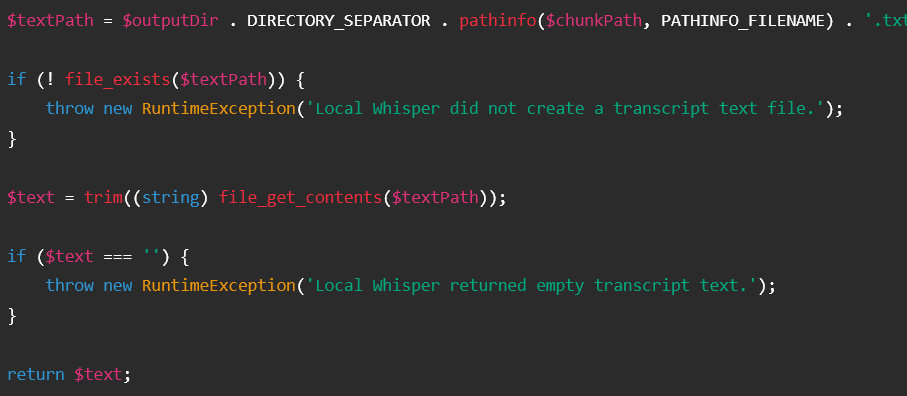 $textPath = $outputDir . DIRECTORY_SEPARATOR . pathinfo($chunkPath, PATHINFO_FILENAME) . '.txt
if (! file_exists($textPath)) {
throw new RuntimeException('Local Whisper did not create a transcript text file.');
}
$text = trim((string) file_get_contents($textPath));
if ($text === '') {
throw new RuntimeException('Local Whisper returned empty transcript text.');
}
return $text;